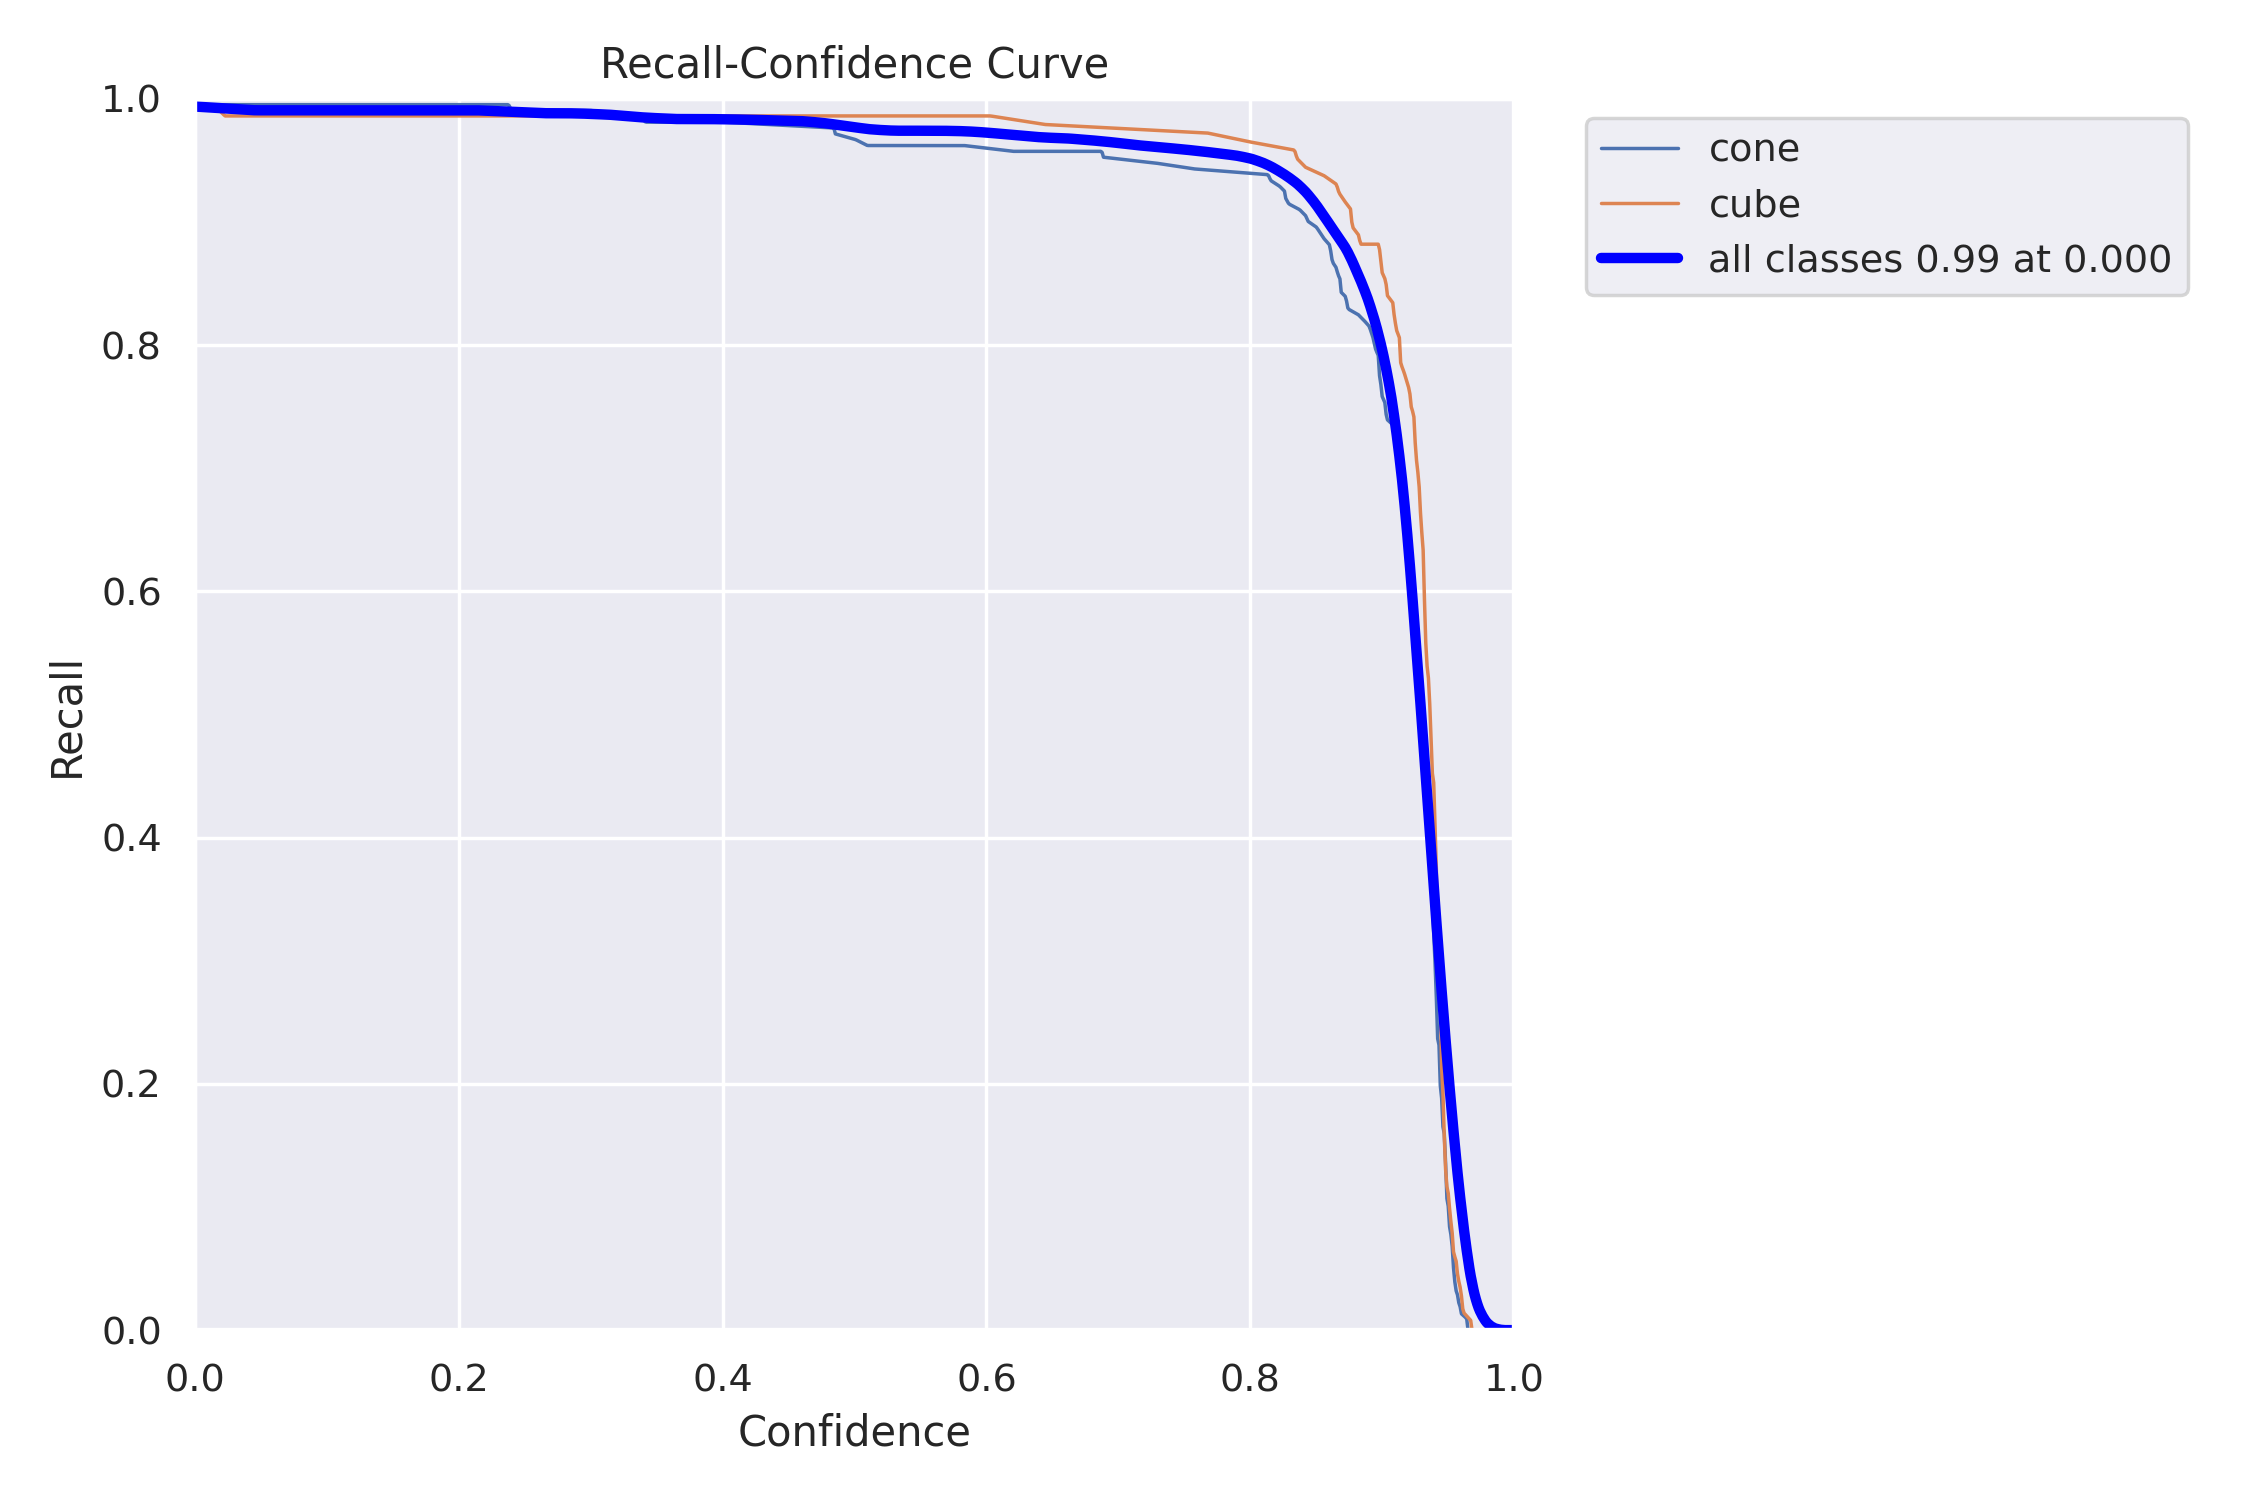 Recall-Confidence Curve
1.0
0.8
0.6
0.4
0.2
0.0
Recall
0.0 0.2 0.4 0.6 0.8 1.0
Confidence
cone
cube
all classes 0.99 at 0.000